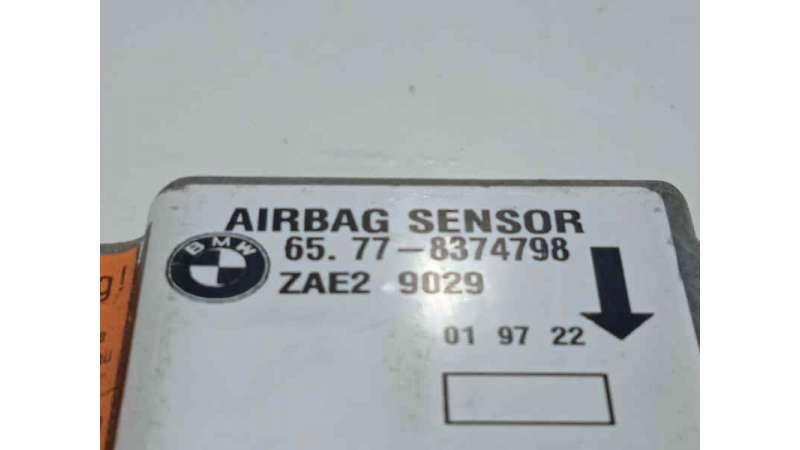 AIRBAG SENSOR
BMW
65. 77-8374798
ZAE2 9029
01 97 22
g!